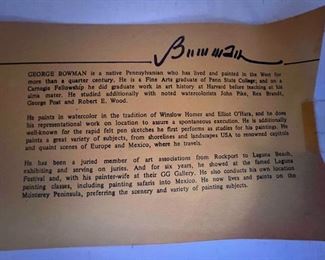 Bowman
GEORGE BOWMAN is a native Pennsylvanian who has lived and painted in the West for
more than a quarter century. He is a Fine Arts graduate of Penn State College; and on a
Carnegie Fellowship he did graduate work in art history at Harvard before teaching at his
alma mater. He studied additionally with noted watercolorists John Pike, Rex Brandt,
George Post and Robert E. Wood.
He paints in watercolor in the tradition of Winslow Homer and Elliot O'Hara, and he does
his representational work on location to assure a spontaneous execution. He is additionally
well-known for the rapid felt pen sketches he first performs as studies for his paintings. He
paints a great variety of subjects, from shorelines and landscapes USA to renowned capitols
and quaint scenes of Europe and Mexico, where he travels.
He has been a juried member of art associations from Rockport to Laguna Beach,
exhibiting and serving on juries. And for six years, he showed at the famed Laguna
Festival and, with his painter-wife at their GG Gallery. He also conducts his own location
painting classes, including painting safaris into Mexico. He now lives and paints on the
Monterey Peninsula, preferring the scenery and variety of painting subjects.